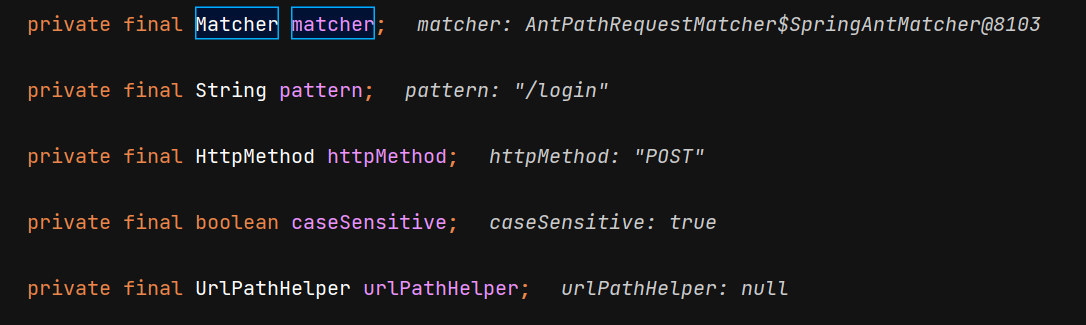 private final Matcher matcher; matcher: AntPathRequestMatcher$SpringAntMatcher@8103
private final String pattern; pattern: "/login"
private final HttpMethod httpMethod; httpMethod: "POST"
private final boolean caseSensitive; caseSensitive: true
private final UrlPathHelper urlPathHelper; urlPathHelper: null